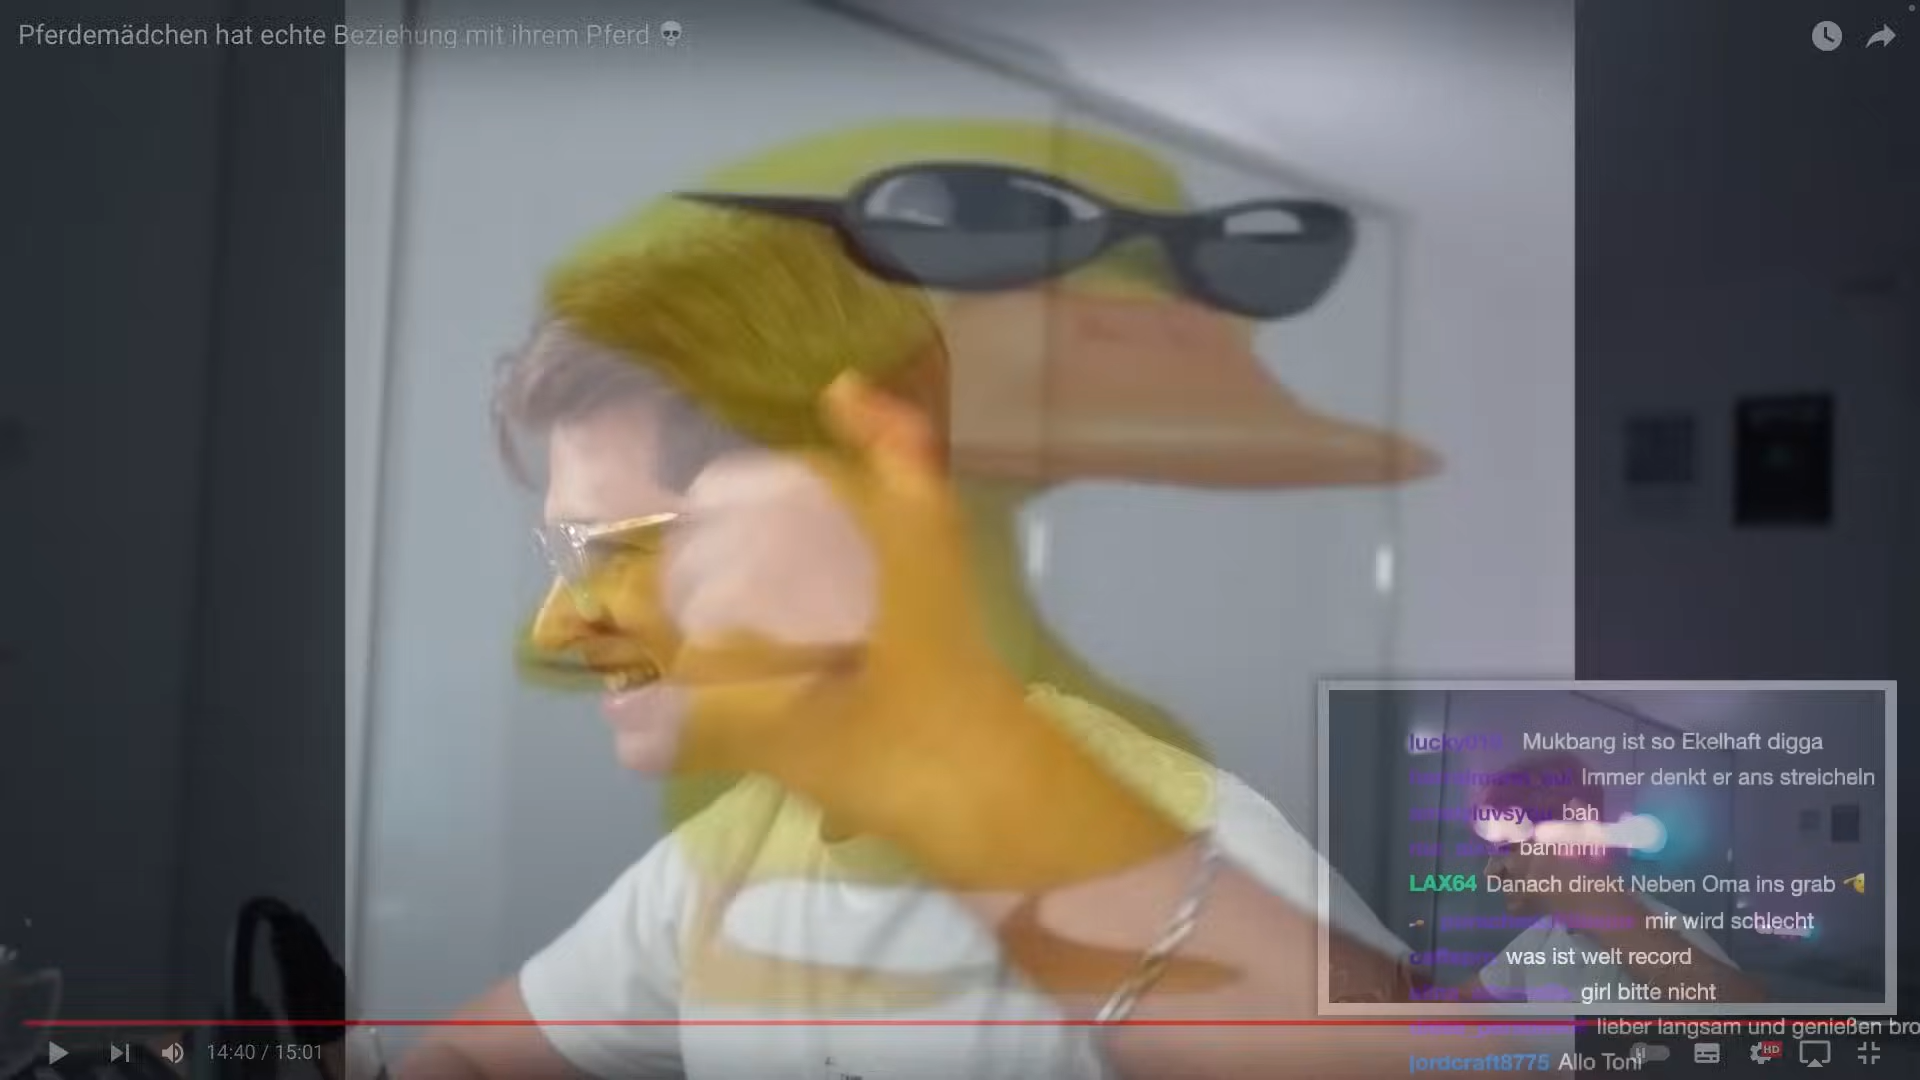 Pferdemädchen hat echte Beziehung mit ihrem Pferd 💀
Mukbang ist so Ekelhaft digga
Immer denkt er ans streicheln
bah
bahnnnn
LAX64 Danach direkt Neben Oma ins grab
mir wird schlecht
was ist welt record
girl bitte nicht
lieber langsam und genießen bro
jordcraft8775 Allo Toni
14:40 / 15:01
HD